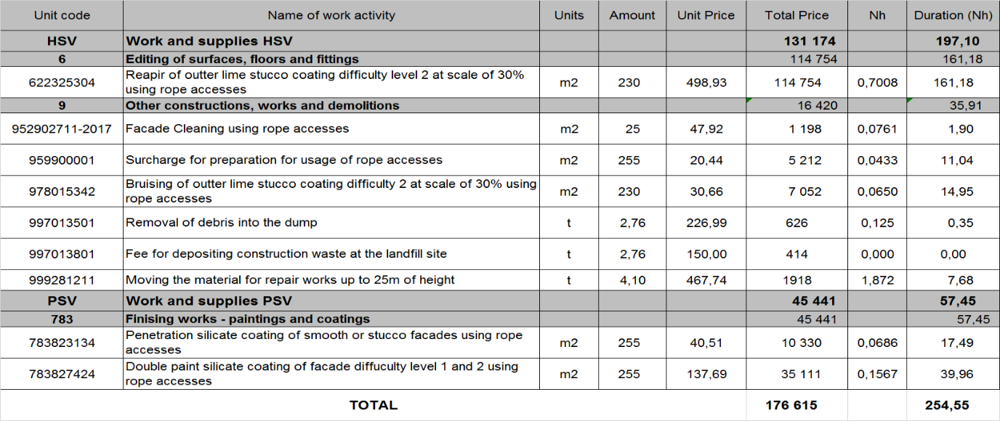 Unit code Name of work activity Units Amount Unit Price Total Price Nh Duration (Nh)
HSV Work and supplies HSV 131 174 197,10
6 Editing of surfaces, floors and fittings 114 754 161,18
622325304 Reapir of outter lime stucco coating difficulty level 2 at scale of 30% using rope accesses m2 230 498,93 114 754 0,7008 161,18
9 Other constructions, works and demolitions 16 420 35,91
952902711-2017 Facade Cleaning using rope accesses m2 25 47,92 1 198 0,0761 1,90
959900001 Surcharge for preparation for usage of rope accesses m2 255 20,44 5 212 0,0433 11,04
978015342 Bruising of outter lime stucco coating difficulty 2 at scale of 30% using rope accesses m2 230 30,66 7 052 0,0650 14,95
997013501 Removal of debris into the dump t 2,76 226,99 626 0,125 0,35
997013801 Fee for depositing construction waste at the landfill site t 2,76 150,00 414 0,000 0,00
999281211 Moving the material for repair works up to 25m of height t 4,10 467,74 1918 1,872 7,68
PSV Work and supplies PSV 45 441 57,45
783 Finising works - paintings and coatings 45 441 57,45
783823134 Penetration silicate coating of smooth or stucco facades using rope accesses m2 255 40,51 10 330 0,0686 17,49
783827424 Double paint silicate coating of facade diffuculty level 1 and 2 using rope accesses m2 255 137,69 35 111 0,1567 39,96
TOTAL 176 615 254,55